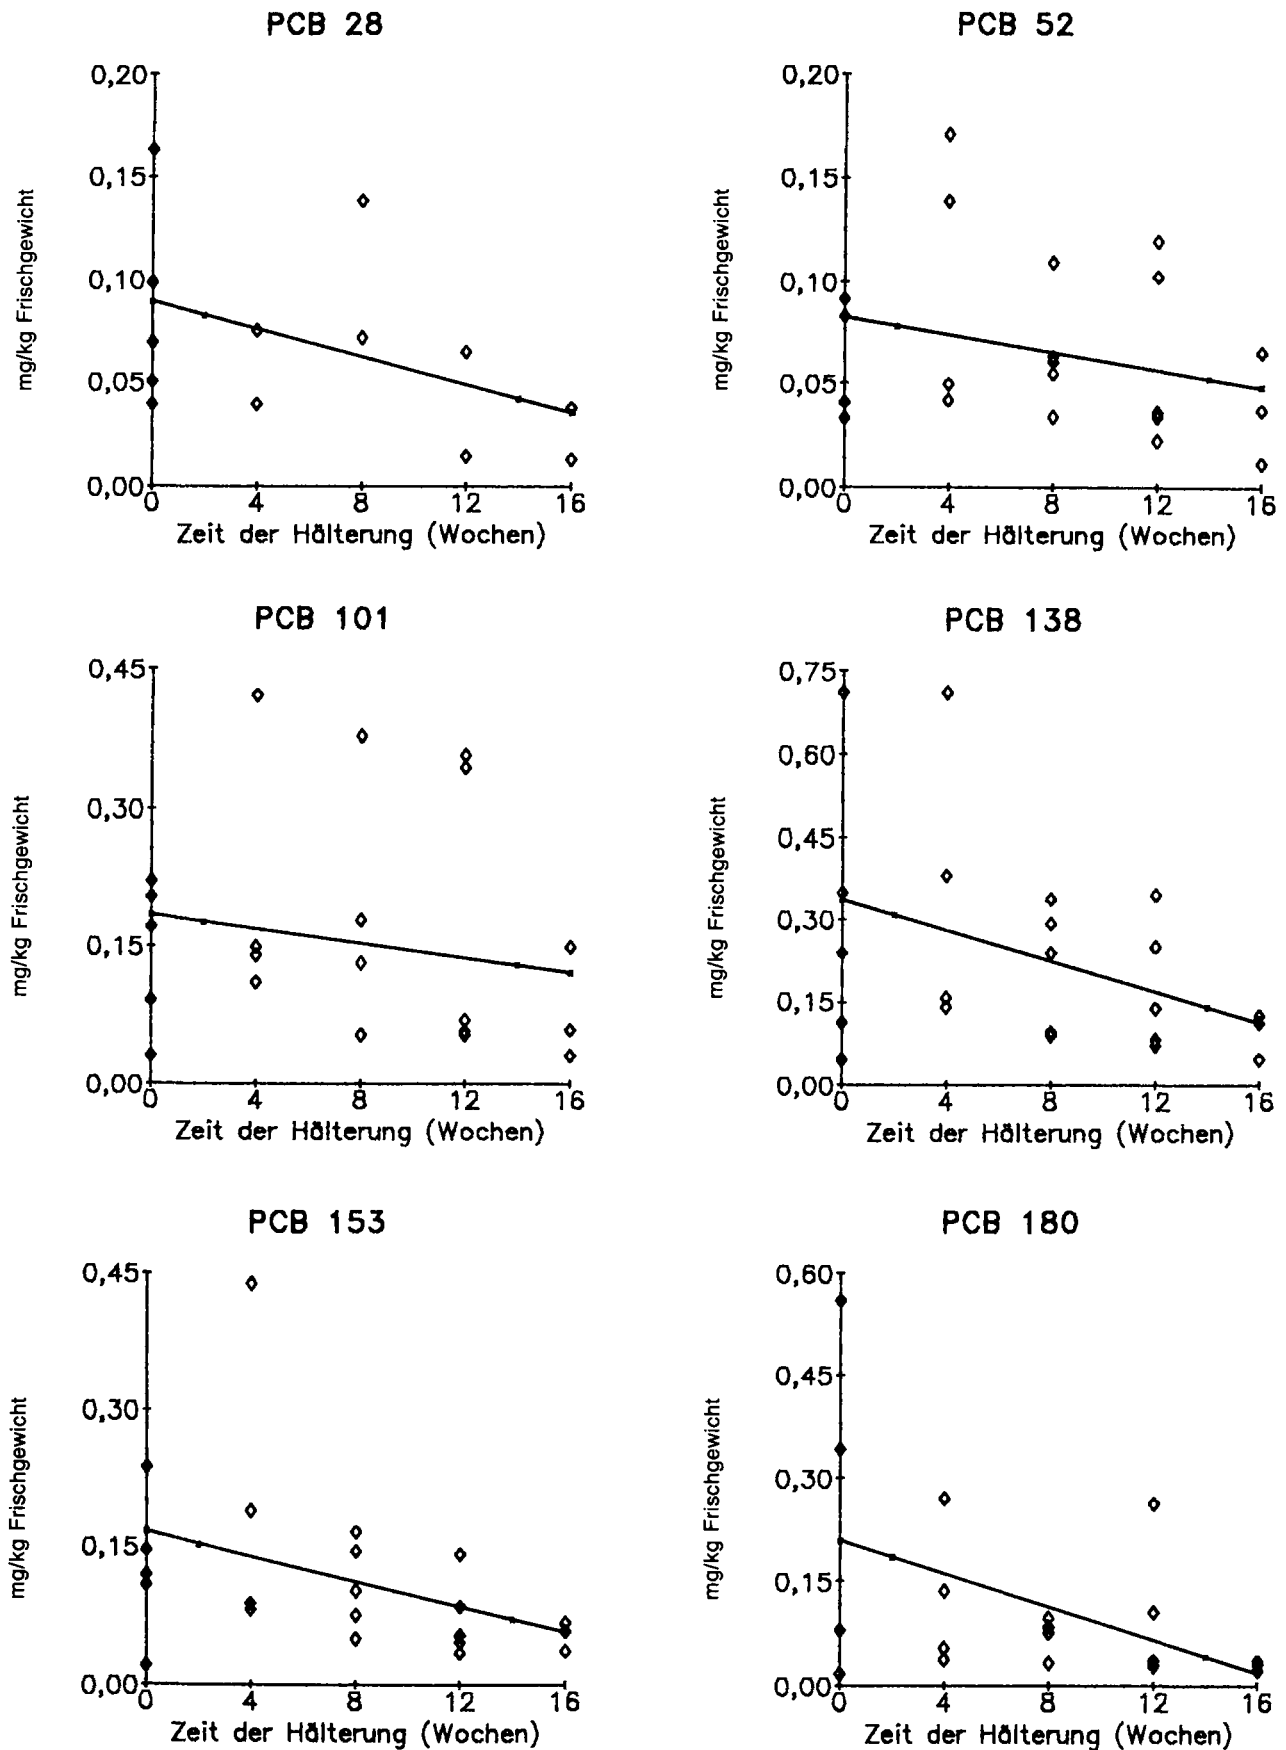 PCB 28
0,20
0,15
0,10
0,05
0,00
mg/kg Frischgewicht
0 4 8 12 16
Zeit der Hälterung (Wochen)
PCB 52
0,20
0,15
0,10
0,05
0,00
mg/kg Frischgewicht
0 4 8 12 16
Zeit der Hälterung (Wochen)
PCB 101
0,45
0,30
0,15
0,00
mg/kg Frischgewicht
0 4 8 12 16
Zeit der Hälterung (Wochen)
PCB 138
0,75
0,60
0,45
0,30
0,15
0,00
mg/kg Frischgewicht
0 4 8 12 16
Zeit der Hälterung (Wochen)
PCB 153
0,45
0,30
0,15
0,00
mg/kg Frischgewicht
0 4 8 12 16
Zeit der Hälterung (Wochen)
PCB 180
0,60
0,45
0,30
0,15
0,00
mg/kg Frischgewicht
0 4 8 12 16
Zeit der Hälterung (Wochen)